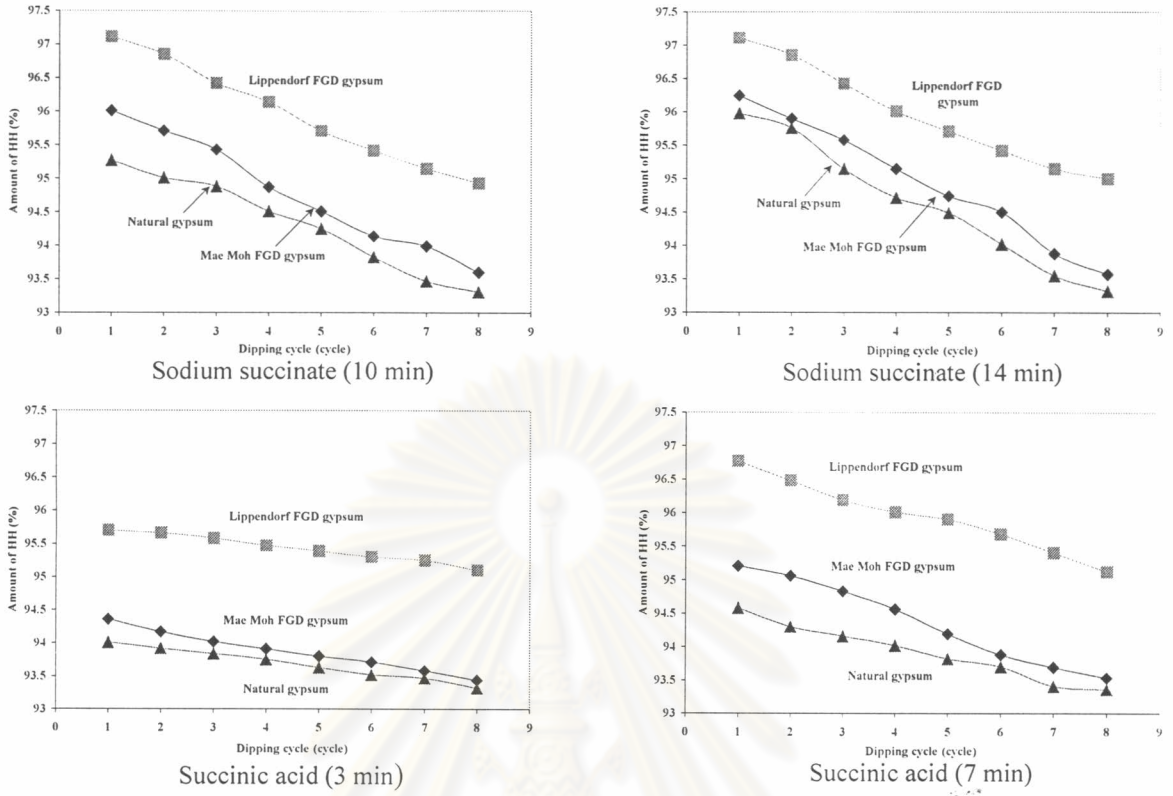 97.5
97
96.5
96
95.5
95
94.5
94
93.5
93
Amount of HH (%)
Lippendorf FGD gypsum
Natural gypsum
Mae Moh FGD gypsum
0 1 2 3 4 5 6 7 8 9
Dipping cycle (cycle)
Sodium succinate (10 min)
97.5
97
96.5
96
95.5
95
94.5
94
93.5
93
Amount of HH (%)
Lippendorf FGD
gypsum
Natural gypsum
Mae Moh FGD gypsum
0 1 2 3 4 5 6 7 8 9
Dipping cycle (cycle)
Sodium succinate (14 min)
97.5
97
96.5
96
95.5
95
94.5
94
93.5
93
Amount of HH (%)
Lippendorf FGD gypsum
Mae Moh FGD gypsum
Natural gypsum
0 1 2 3 4 5 6 7 8 9
Dipping cycle (cycle)
Succinic acid (3 min)
97.5
97
96.5
96
95.5
95
94.5
94
93.5
93
Amount of HH (%)
Lippendorf FGD gypsum
Mae Moh FGD gypsum
Natural gypsum
0 1 2 3 4 5 6 7 8 9
Dipping cycle (cycle)
Succinic acid (7 min)